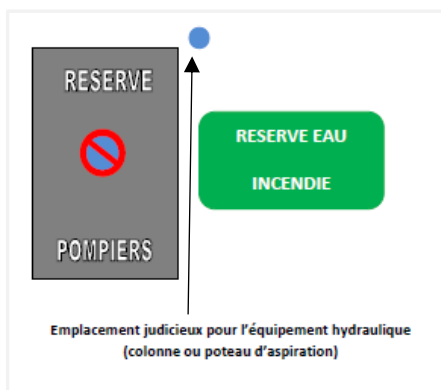 RESERVE
POMPIERS
RESERVE EAU
INCENDIE
Emplacement judicieux pour l'équipement hydraulique
(colonne ou poteau d'aspiration)